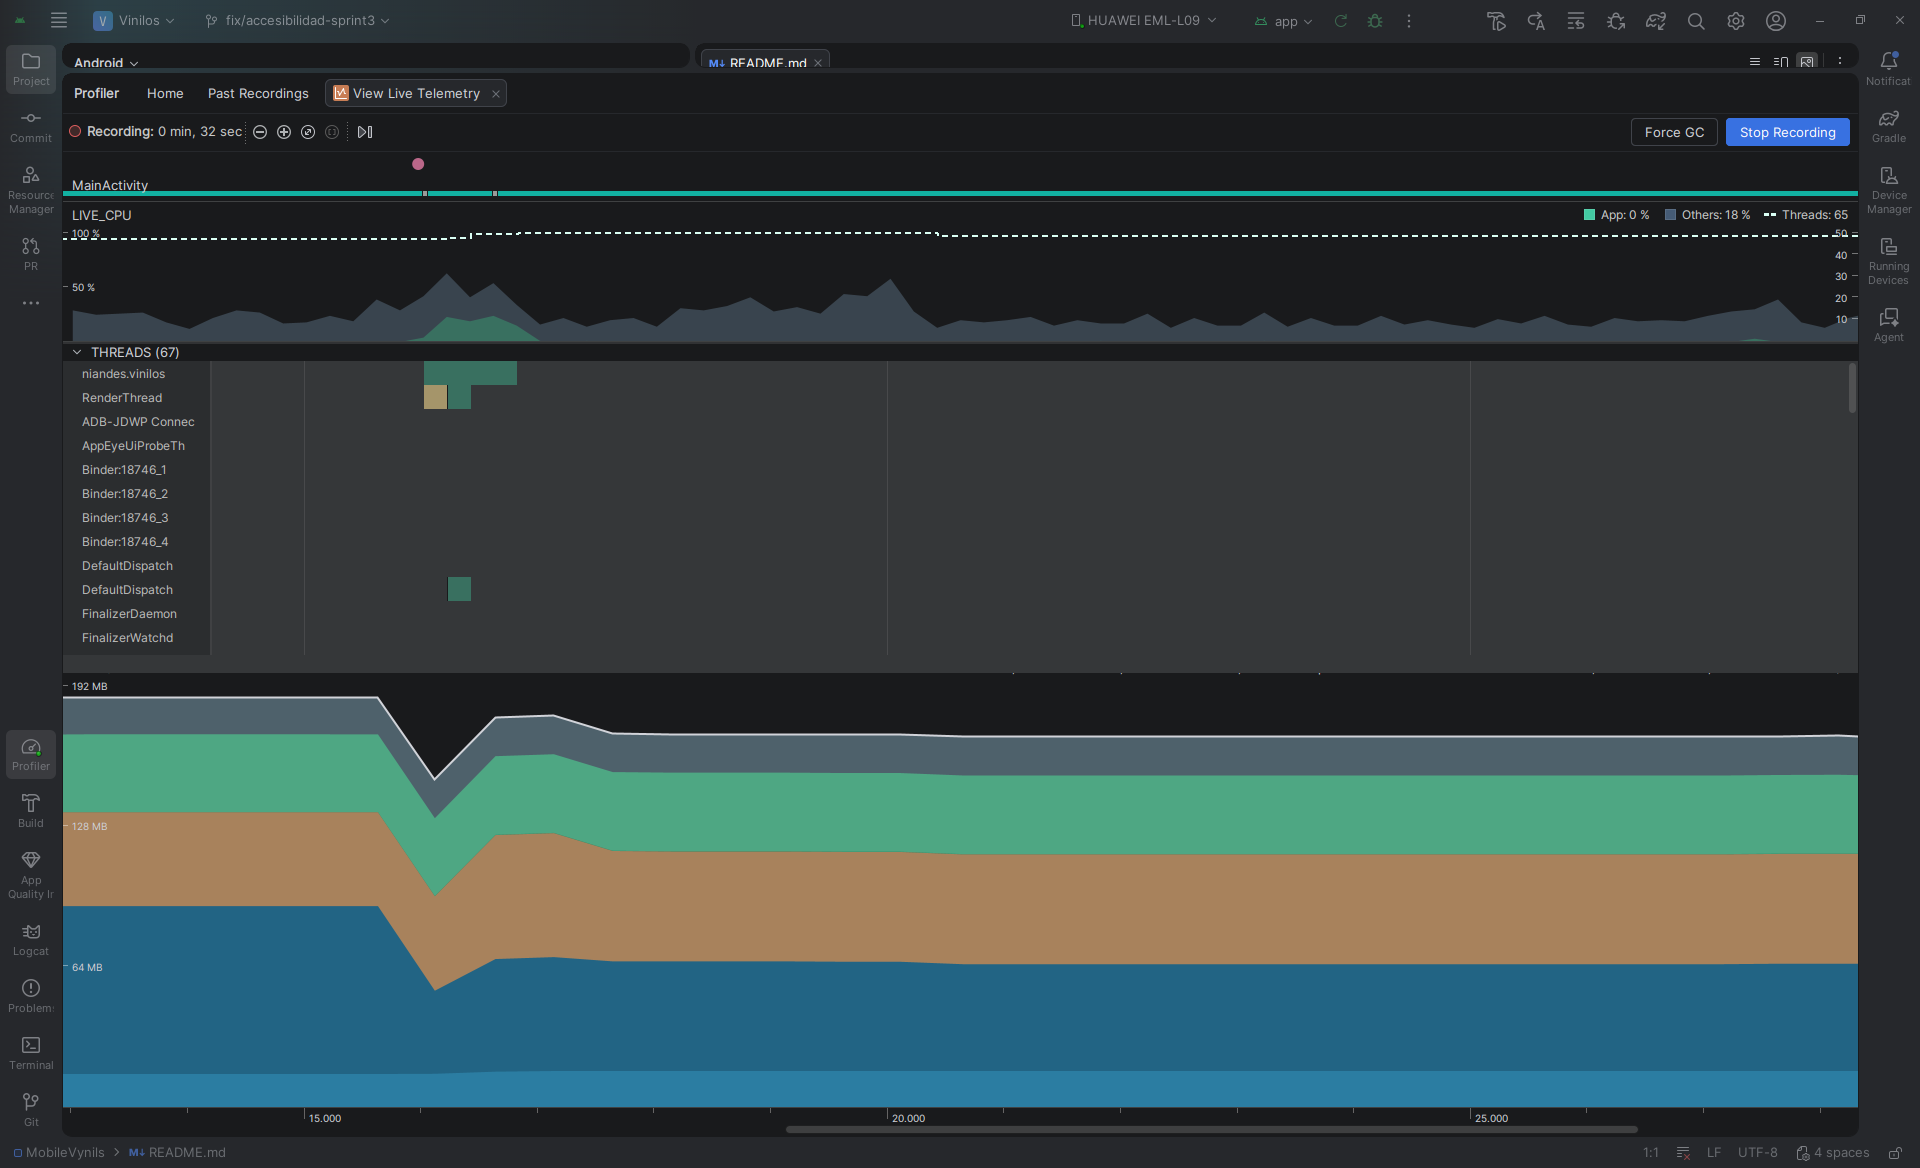 V Vinilos fix/accesibilidad-sprint3 HUAWEI EML-L09 app
Project
Commit
Resource
Manager
PR
Profiler
Build
App
Quality Ir
Logcat
Problems
Terminal
Git
Android
M↓ README.md
Profiler Home Past Recordings View Live Telemetry
Recording: 0 min, 32 sec Force GC Stop Recording
MainActivity
LIVE_CPU App: 0 % Others: 18 % Threads: 65
100 % 50
40
50 % 30
20
10
THREADS (67)
niandes.vinilos
RenderThread
ADB-JDWP Connec
AppEyeUiProbeTh
Binder:18746_1
Binder:18746_2
Binder:18746_3
Binder:18746_4
DefaultDispatch
DefaultDispatch
FinalizerDaemon
FinalizerWatchd
192 MB
128 MB
64 MB
15.000 20.000 25.000
Notificat
Gradle
Device
Manager
Running
Devices
Agent
MobileVynils M↓ README.md 1:1 LF UTF-8 4 spaces